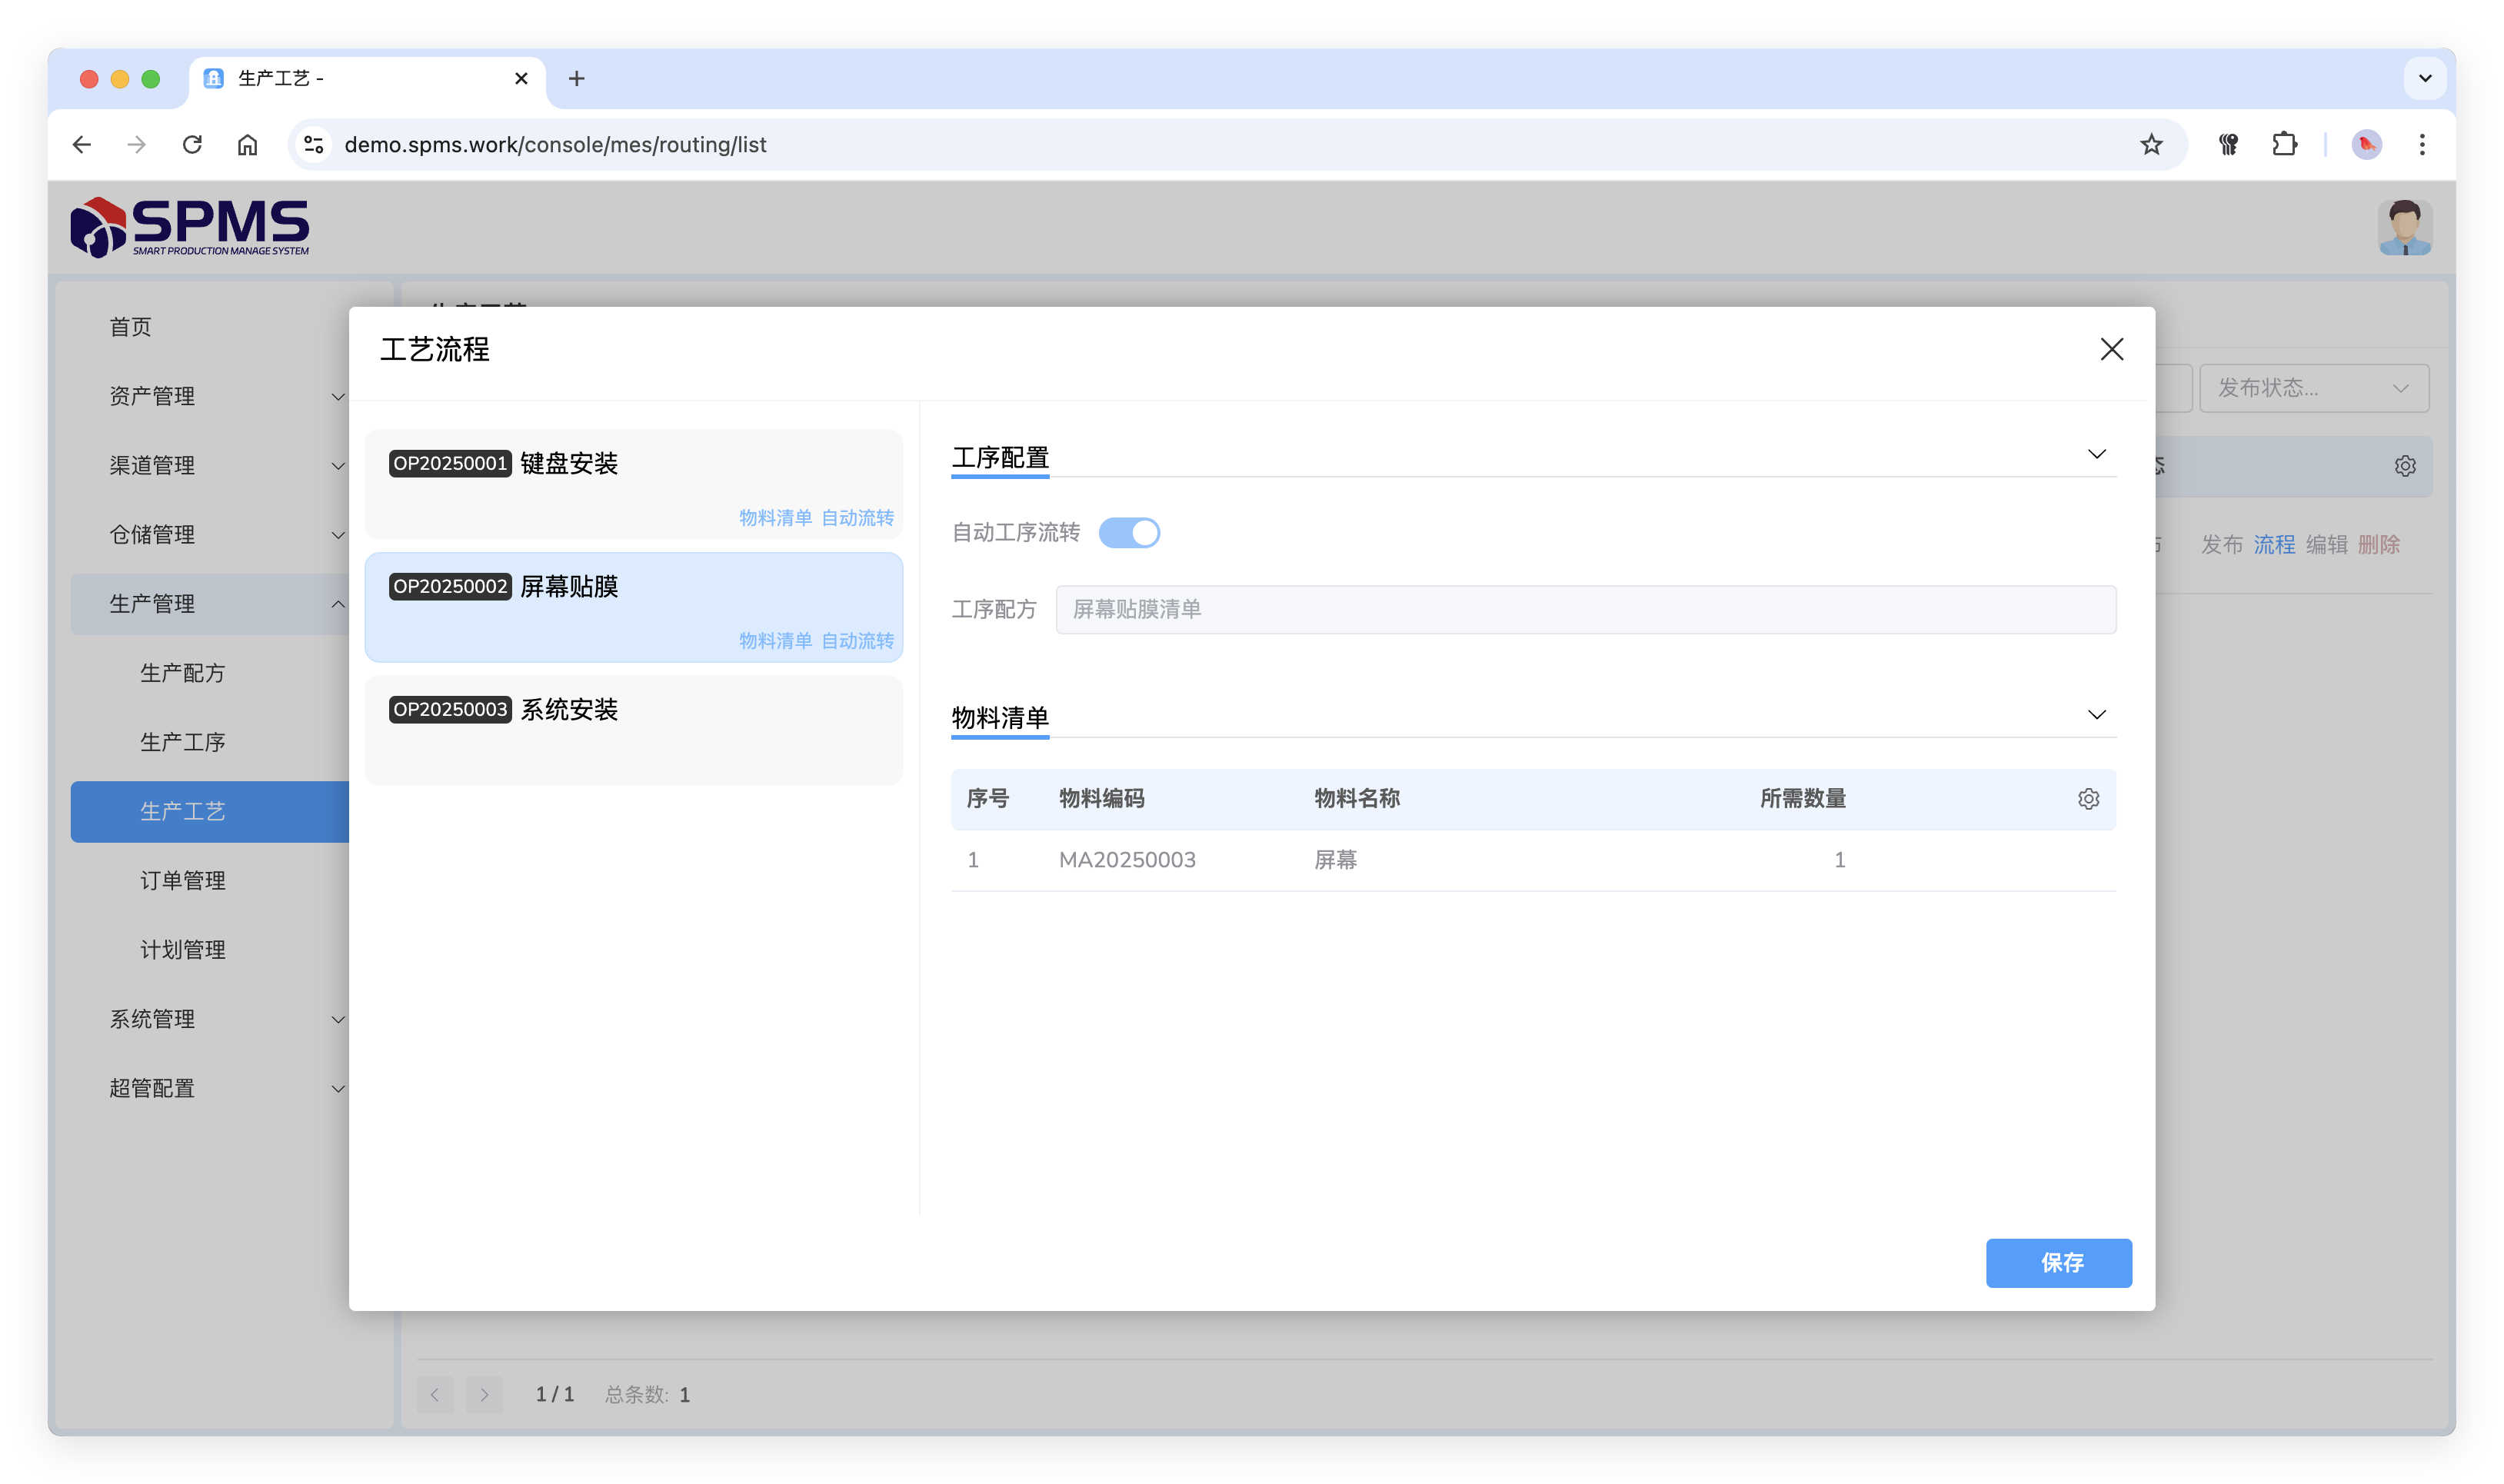 生产工艺 -
demo.spms.work/console/mes/routing/list
SPMS
SMART PRODUCTION MANAGE SYSTEM
首页
资产管理
渠道管理
仓储管理
生产管理
生产配方
生产工序
生产工艺
订单管理
计划管理
系统管理
超管配置
生产工艺
发布状态...
态
发布 流程 编辑 删除
工艺流程
OP20250001 键盘安装
物料清单 自动流转
OP20250002 屏幕贴膜
物料清单 自动流转
OP20250003 系统安装
工序配置
自动工序流转
工序配方 屏幕贴膜清单
物料清单
序号 物料编码 物料名称 所需数量
1 MA20250003 屏幕 1
保存
1 / 1 总条数: 1